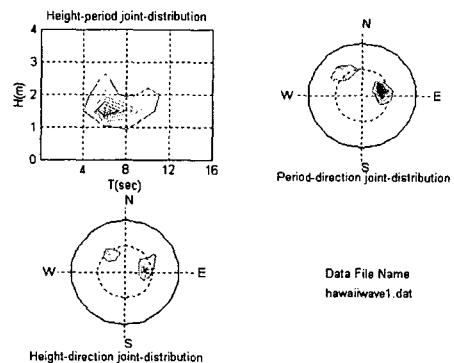 Height-period joint-distribution
4
3
2
1
0
H(m)
4 8 12 16
T(sec)
N
W E
S
Period-direction joint-distribution
N
W E
S
Height-direction joint-distribution
Data File Name
hawaiiwave1.dat